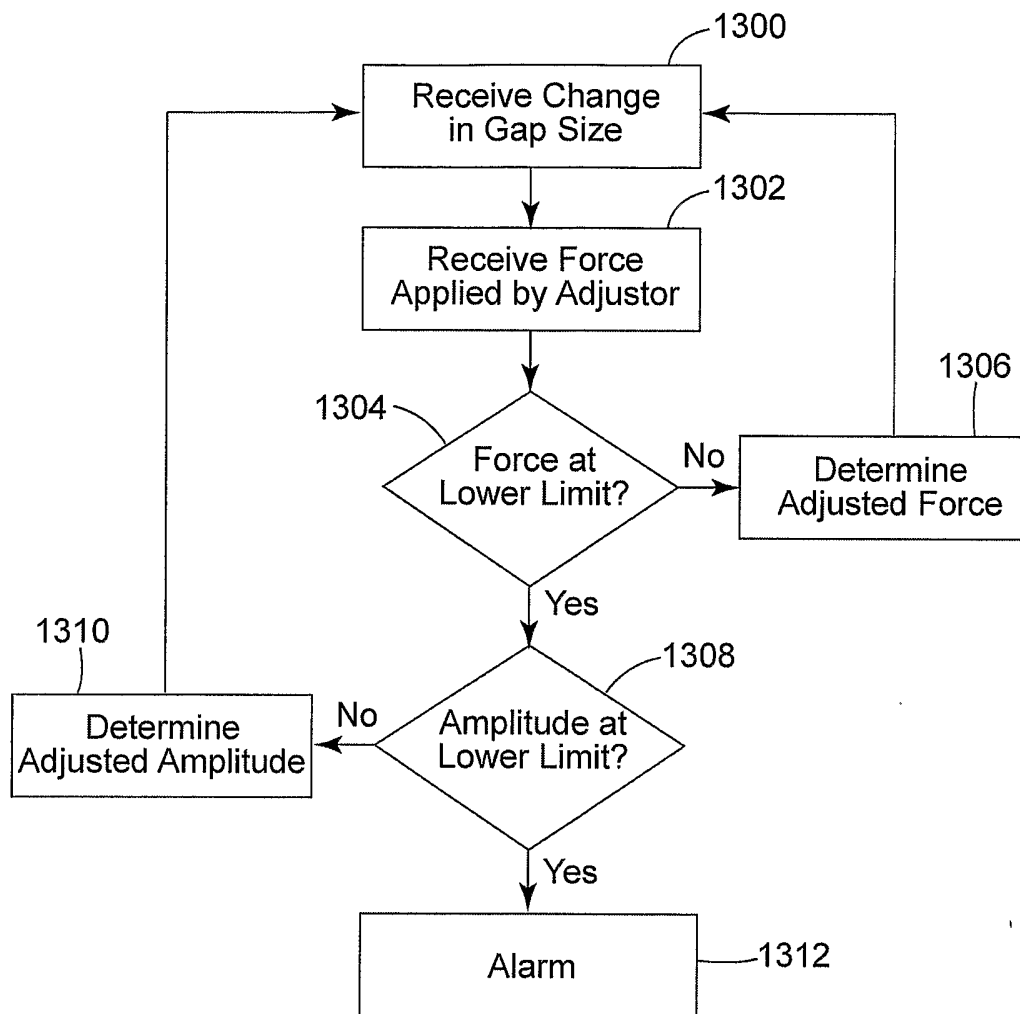 1300
Receive Change
in Gap Size
1302
Receive Force
Applied by Adjustor
1304
Force at
Lower Limit?
No
1306
Determine
Adjusted Force
Yes
1308
Amplitude at
Lower Limit?
No
1310
Determine
Adjusted Amplitude
Yes
Alarm
1312